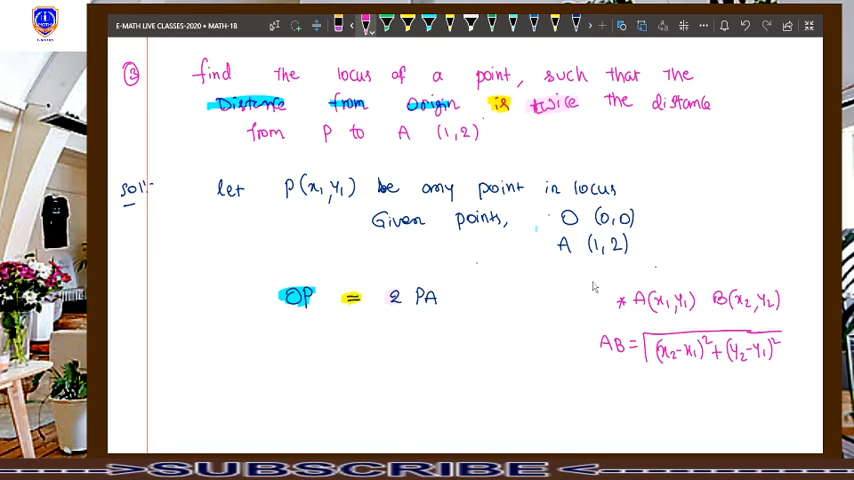 E-MATH LIVE CLASSES-2020 » MATH-1B
③ find the locus of a point, such that the
Distance from Origin is twice the distance
from P to A (1,2)
Sol:- let P(x₁,y₁) be any point in locus
Given points, O (0,0)
A (1,2)
OP = 2 PA
* A(x₁,y₁) B(x₂,y₂)
AB = √(x₂-x₁)²+(y₂-y₁)²
--->SUBSCRIBE<---